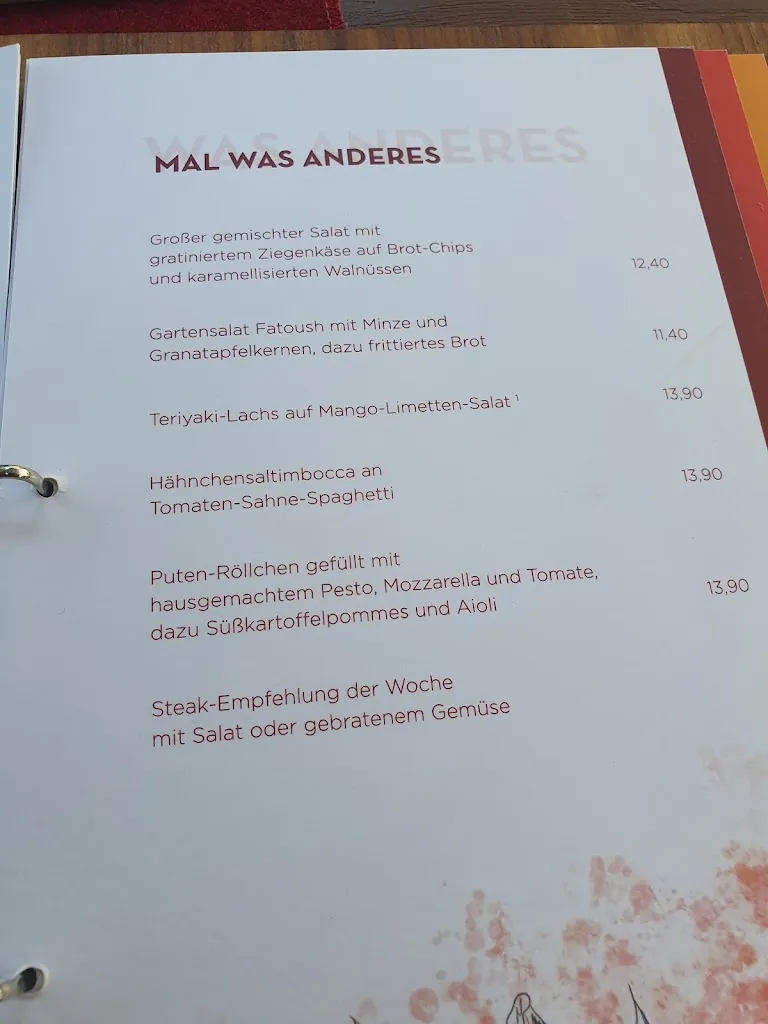 WAS ANDERES
MAL WAS ANDERES
Großer gemischter Salat mit
gratiniertem Ziegenkäse auf Brot-Chips
und karamellisierten Walnüssen 12,40
Gartensalat Fatoush mit Minze und
Granatapfelkernen, dazu frittiertes Brot 11,40
Teriyaki-Lachs auf Mango-Limetten-Salat ¹ 13,90
Hähnchensaltimbocca an
Tomaten-Sahne-Spaghetti 13,90
Puten-Röllchen gefüllt mit
hausgemachtem Pesto, Mozzarella und Tomate,
dazu Süßkartoffelpommes und Aioli 13,90
Steak-Empfehlung der Woche
mit Salat oder gebratenem Gemüse